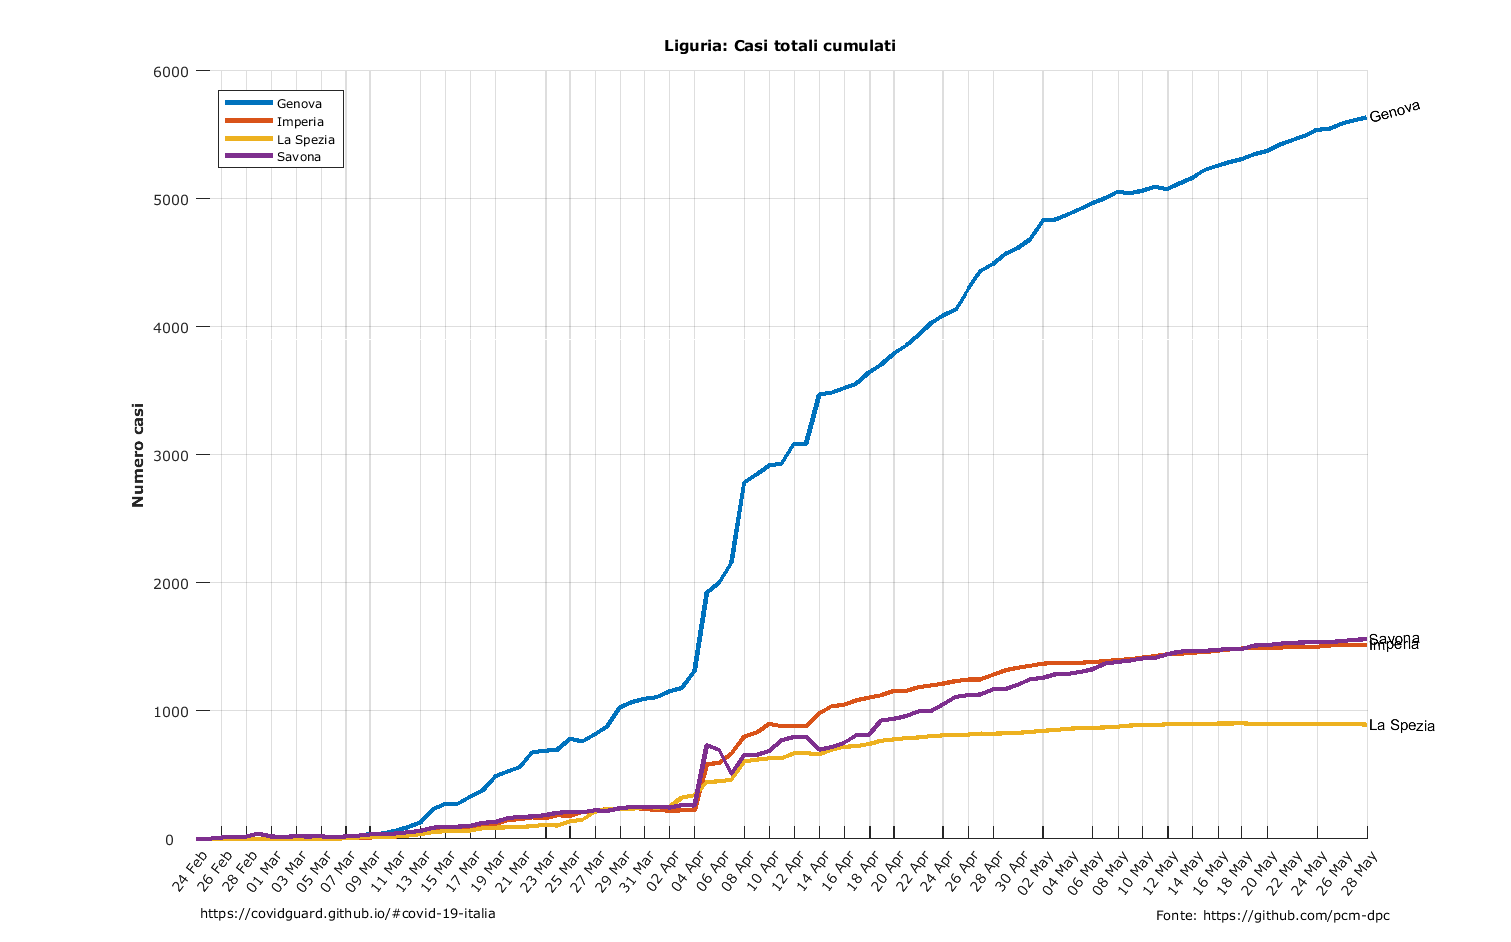 Liguria: Casi totali cumulati
6000
5000
4000
3000
2000
1000
0
Numero casi
Genova
Imperia
La Spezia
Savona
Genova
Savona
Imperia
La Spezia
24 Feb
26 Feb
28 Feb
01 Mar
03 Mar
05 Mar
07 Mar
09 Mar
11 Mar
13 Mar
15 Mar
17 Mar
19 Mar
21 Mar
23 Mar
25 Mar
27 Mar
29 Mar
31 Mar
02 Apr
04 Apr
06 Apr
08 Apr
10 Apr
12 Apr
14 Apr
16 Apr
18 Apr
20 Apr
22 Apr
24 Apr
26 Apr
28 Apr
30 Apr
02 May
04 May
06 May
08 May
10 May
12 May
14 May
16 May
18 May
20 May
22 May
24 May
26 May
28 May
https://covidguard.github.io/#covid-19-italia
Fonte: https://github.com/pcm-dpc